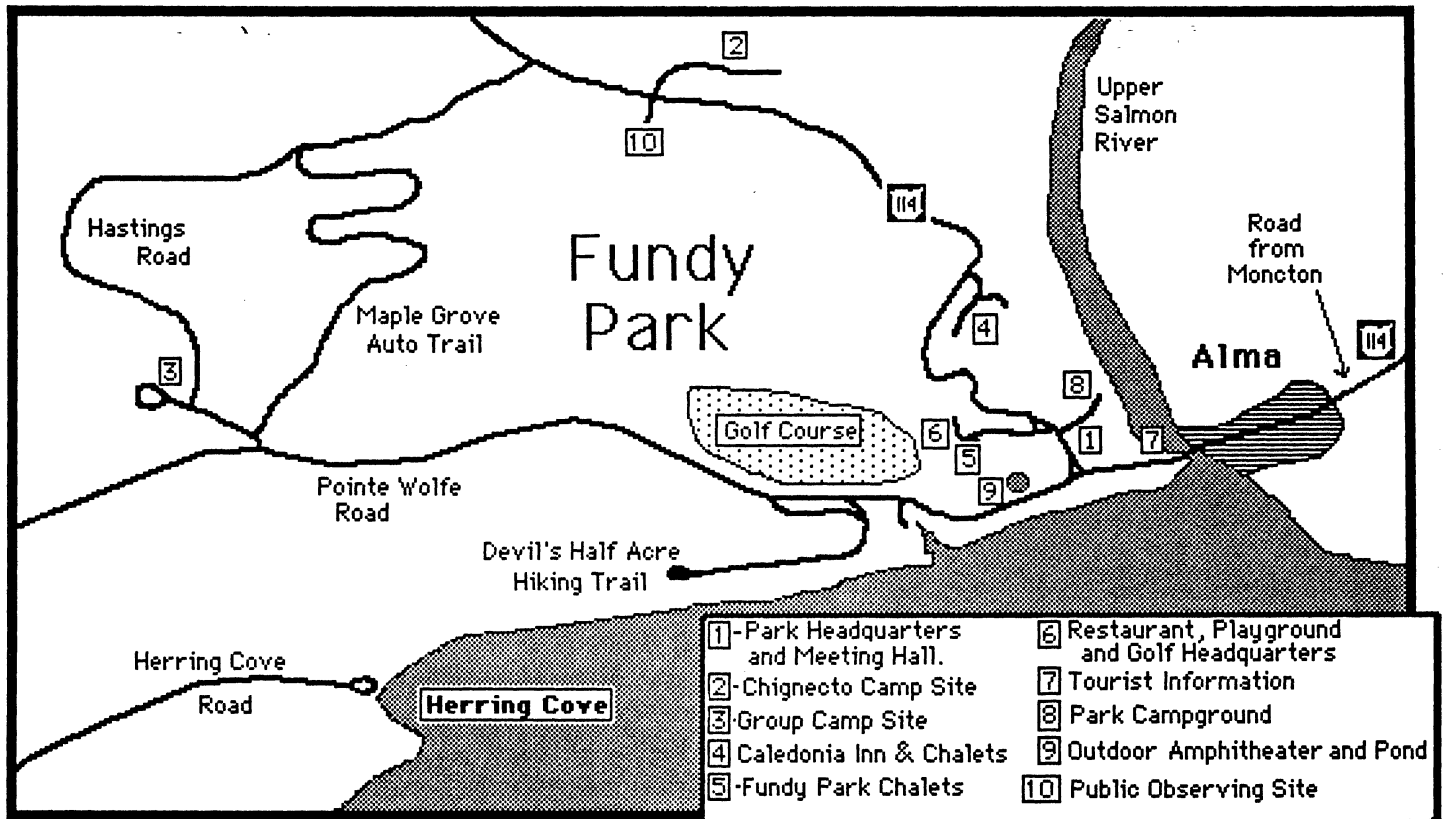 2
10
Upper
Salmon
River
114
Road
from
Moncton
Hastings
Road
Fundy
Park
Maple Grove
Auto Trail
4
114
Alma
3
8
Golf Course
6
5
1
7
9
Pointe Wolfe
Road
Devil's Half Acre
Hiking Trail
Herring Cove
Road
Herring Cove
1-Park Headquarters
and Meeting Hall.
2-Chignecto Camp Site
3-Group Camp Site
4 Caledonia Inn & Chalets
5-Fundy Park Chalets
6 Restaurant, Playground
and Golf Headquarters
7 Tourist Information
8 Park Campground
9 Outdoor Amphitheater and Pond
10 Public Observing Site